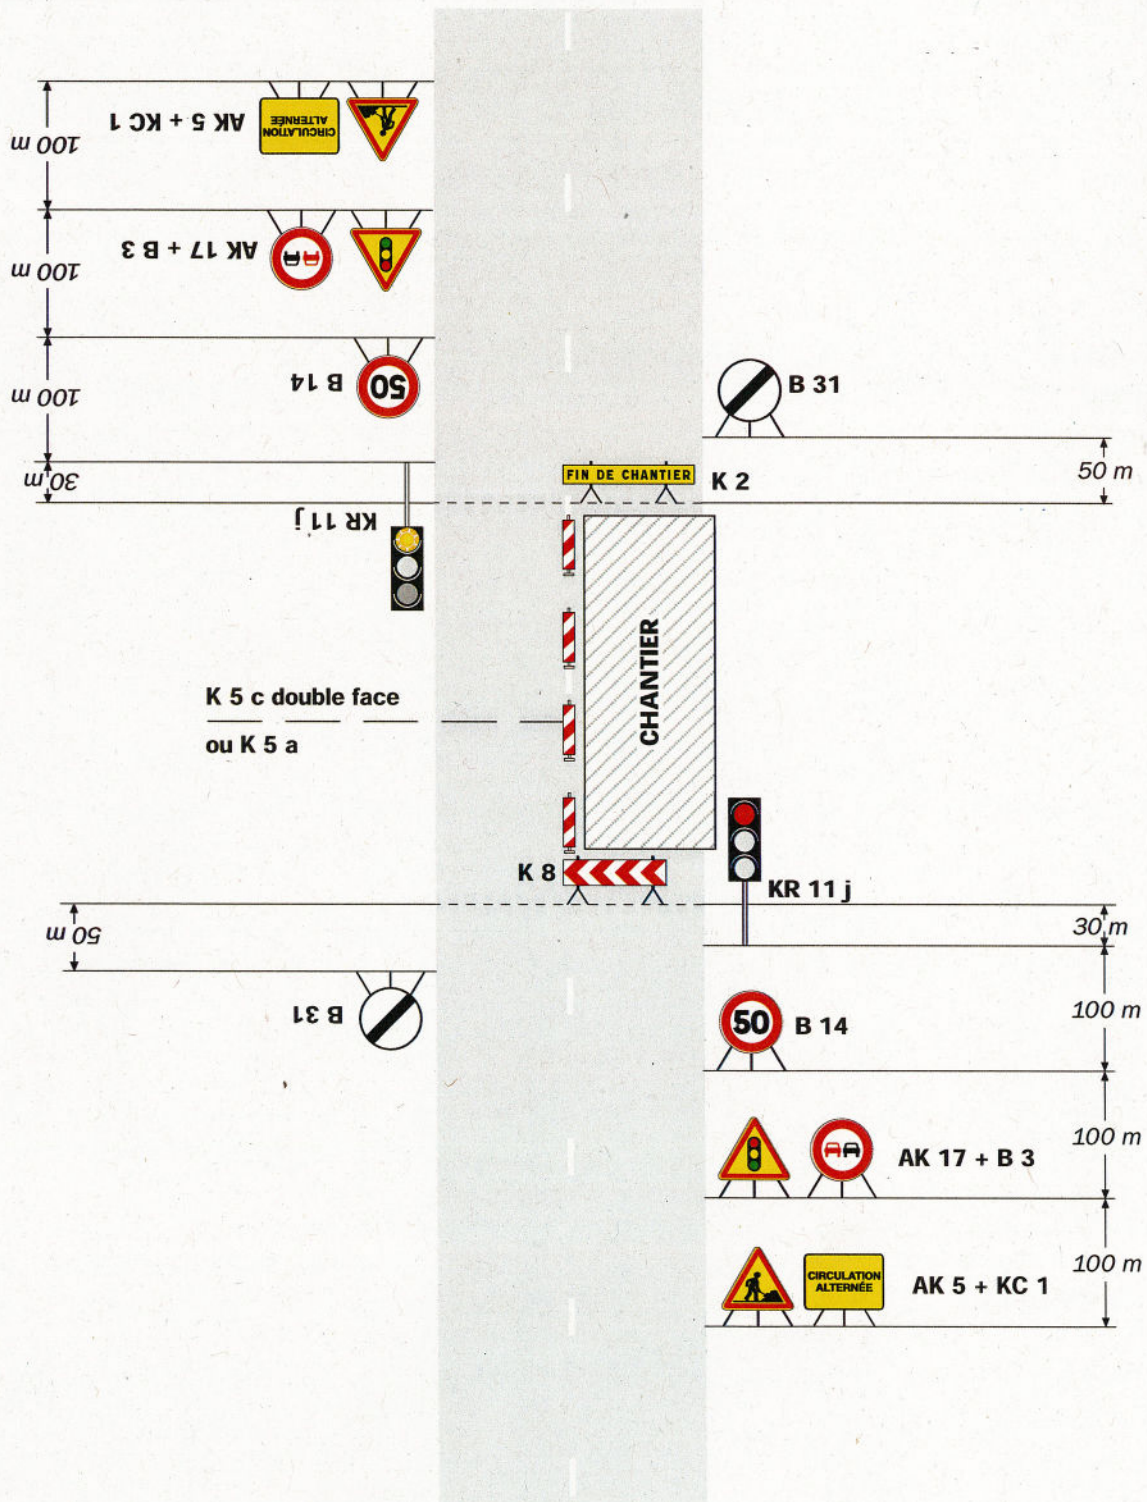 100 m
AK 5 + KC 1
CIRCULATION
ALTERNÉE
100 m
AK 17 + B 3
100 m
B 14
50
B 31
30 m
FIN DE CHANTIER
K 2
50 m
KR 11 j
CHANTIER
K 5 c double face
ou K 5 a
K 8
KR 11 j
50 m
30 m
B 31
50
B 14
100 m
AK 17 + B 3
100 m
CIRCULATION
ALTERNÉE
AK 5 + KC 1
100 m